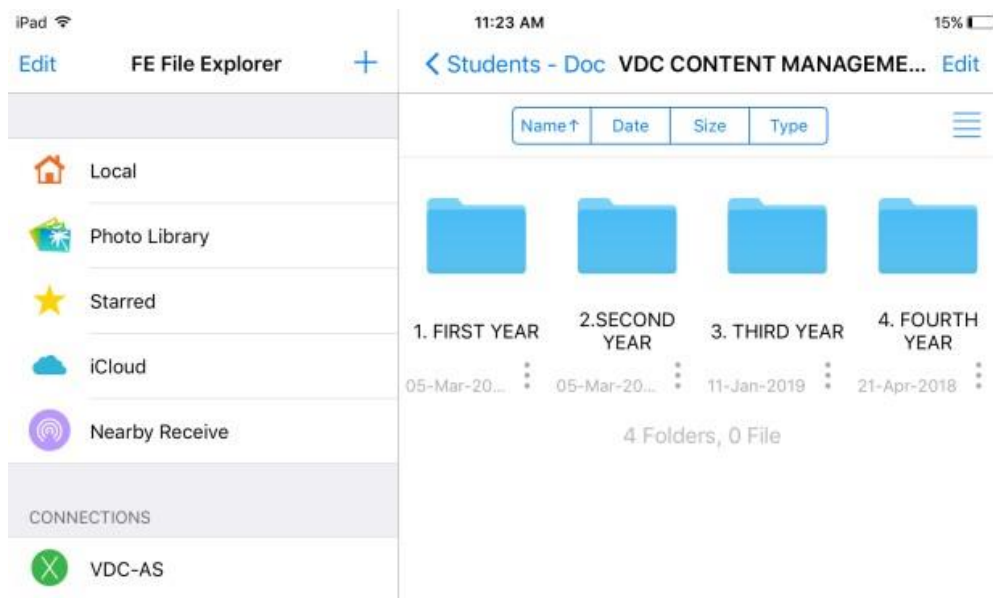 iPad
11:23 AM
15%
Edit
FE File Explorer
+
Students - Doc
VDC CONTENT MANAGEME...
Edit
Name↑
Date
Size
Type
Local
Photo Library
Starred
iCloud
Nearby Receive
CONNECTIONS
VDC-AS
1. FIRST YEAR
05-Mar-20...
2.SECOND
YEAR
05-Mar-20...
3. THIRD YEAR
11-Jan-2019
4. FOURTH
YEAR
21-Apr-2018
4 Folders, 0 File